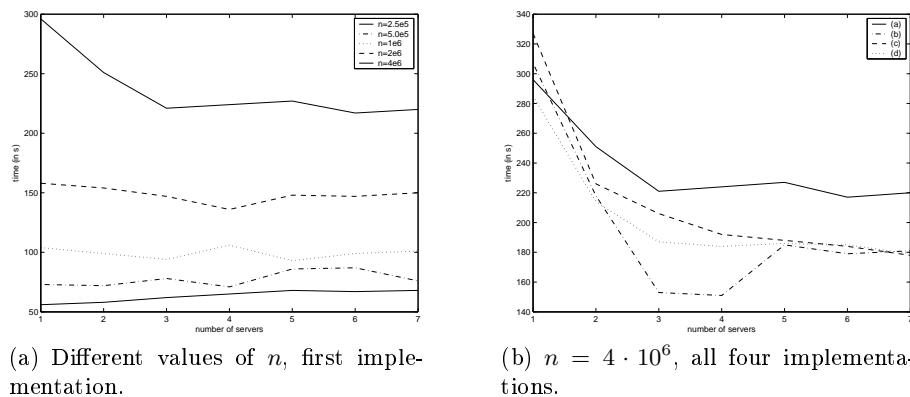 300
250
200
150
100
50
time (in s)
1 2 3 4 5 6 7
number of servers
n=2.5e5
n=5.0e5
n=1e6
n=2e6
n=4e6
(a) Different values of n, first imple-
mentation.
340
320
300
280
260
240
220
200
180
160
140
time (in s)
1 2 3 4 5 6 7
number of servers
(a)
(b)
(c)
(d)
(b) n = 4 · 10⁶, all four implementa-
tions.